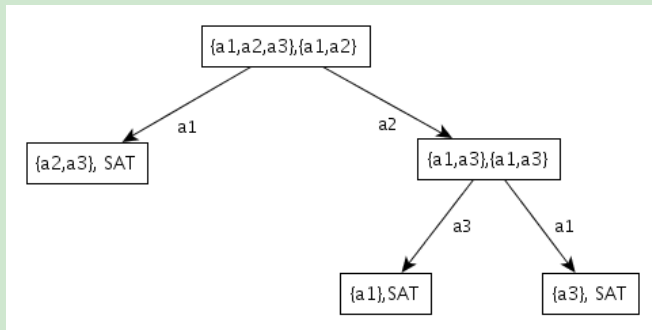 {a1,a2,a3},{a1,a2}
a1
a2
{a2,a3}, SAT
{a1,a3},{a1,a3}
a3
a1
{a1},SAT
{a3}, SAT